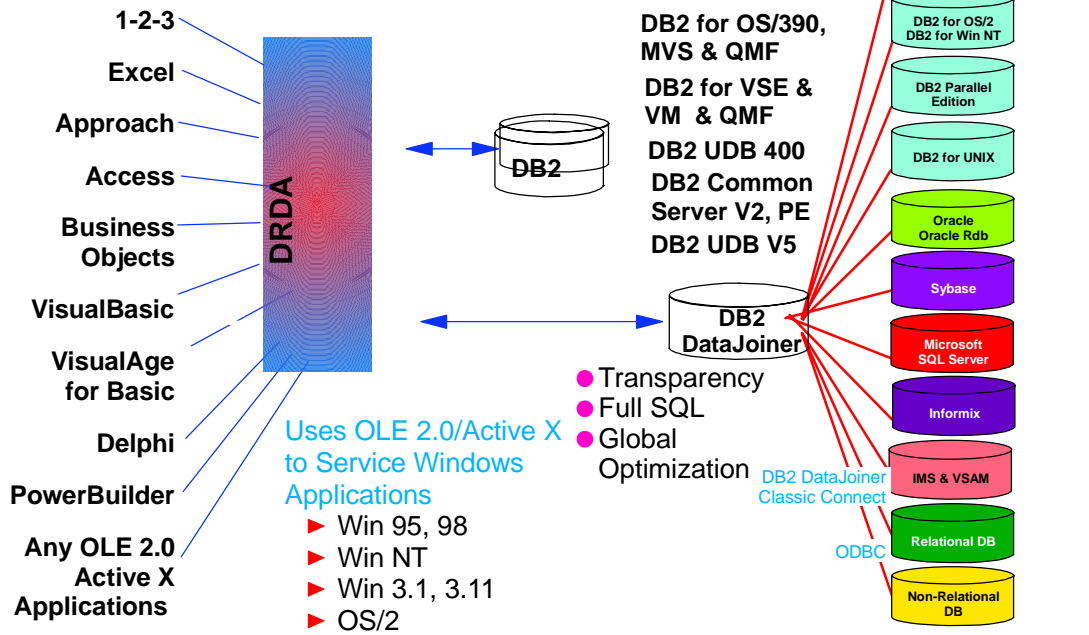 1-2-3
Excel
Approach
Access
Business
Objects
VisualBasic
VisualAge
for Basic
Delphi
PowerBuilder
Any OLE 2.0
Active X
Applications
DRDA
Uses OLE 2.0/Active X
to Service Windows
Applications
Win 95, 98
Win NT
Win 3.1, 3.11
OS/2
DB2
DB2 for OS/390,
MVS & QMF
DB2 for VSE &
VM & QMF
DB2 UDB 400
DB2 Common
Server V2, PE
DB2 UDB V5
DB2
DataJoiner
Transparency
Full SQL
Global
Optimization
DB2 DataJoiner
Classic Connect
ODBC
DB2 for OS/2
DB2 for Win NT
DB2 Parallel
Edition
DB2 for UNIX
Oracle
Oracle Rdb
Sybase
Microsoft
SQL Server
Informix
IMS & VSAM
Relational DB
Non-Relational
DB